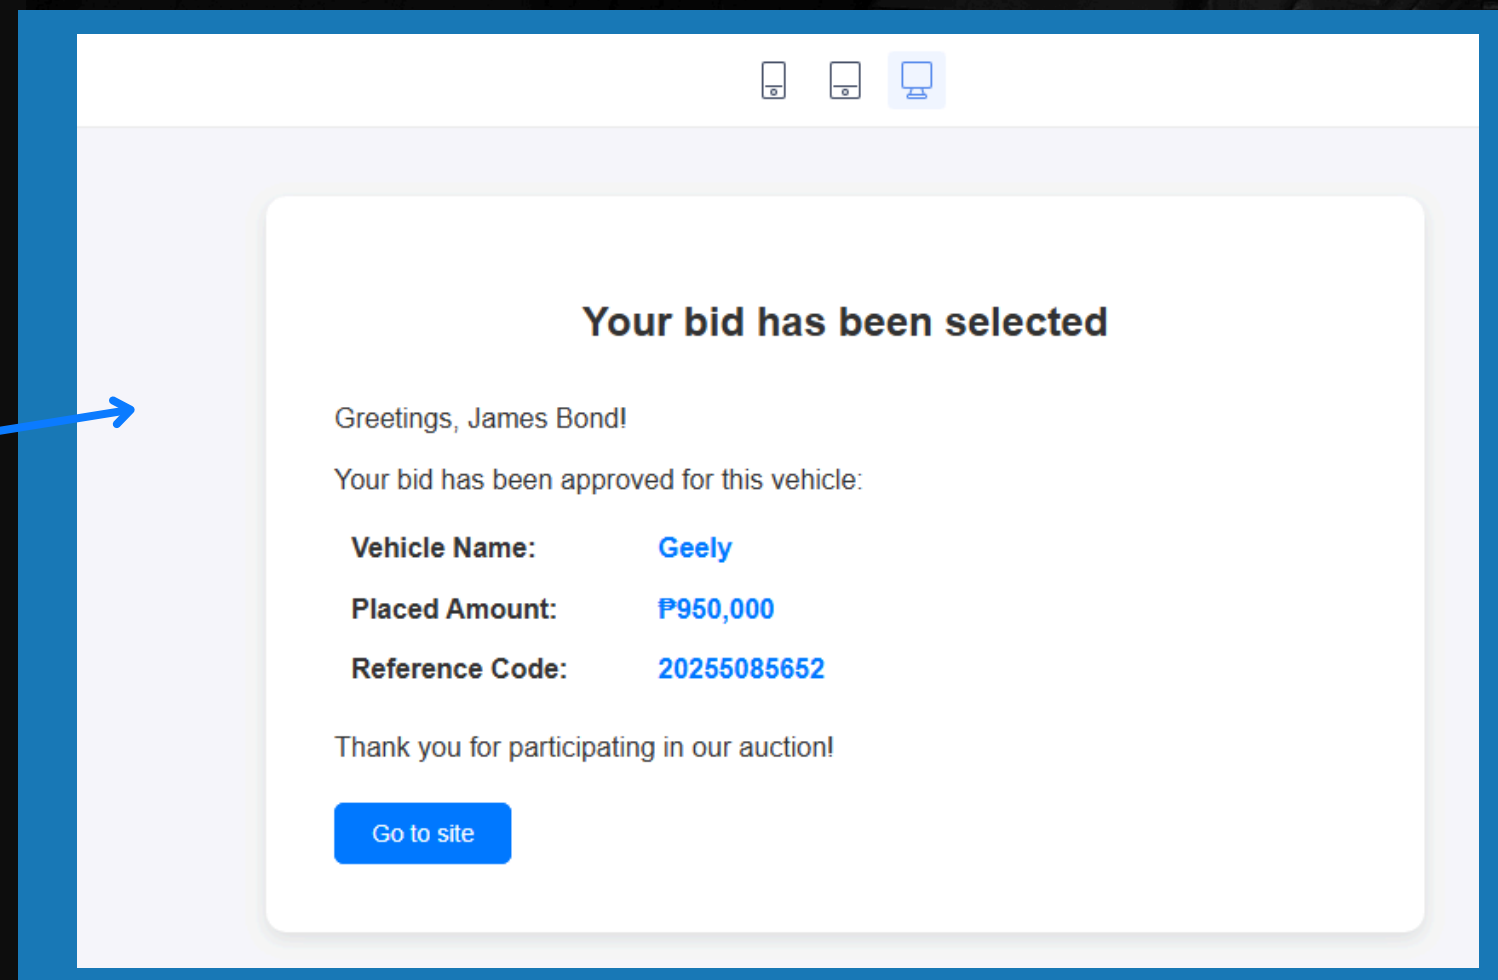 Your bid has been selected
Greetings, James Bond!
Your bid has been approved for this vehicle:
Vehicle Name: Geely
Placed Amount: ₱950,000
Reference Code: 20255085652
Thank you for participating in our auction!
Go to site